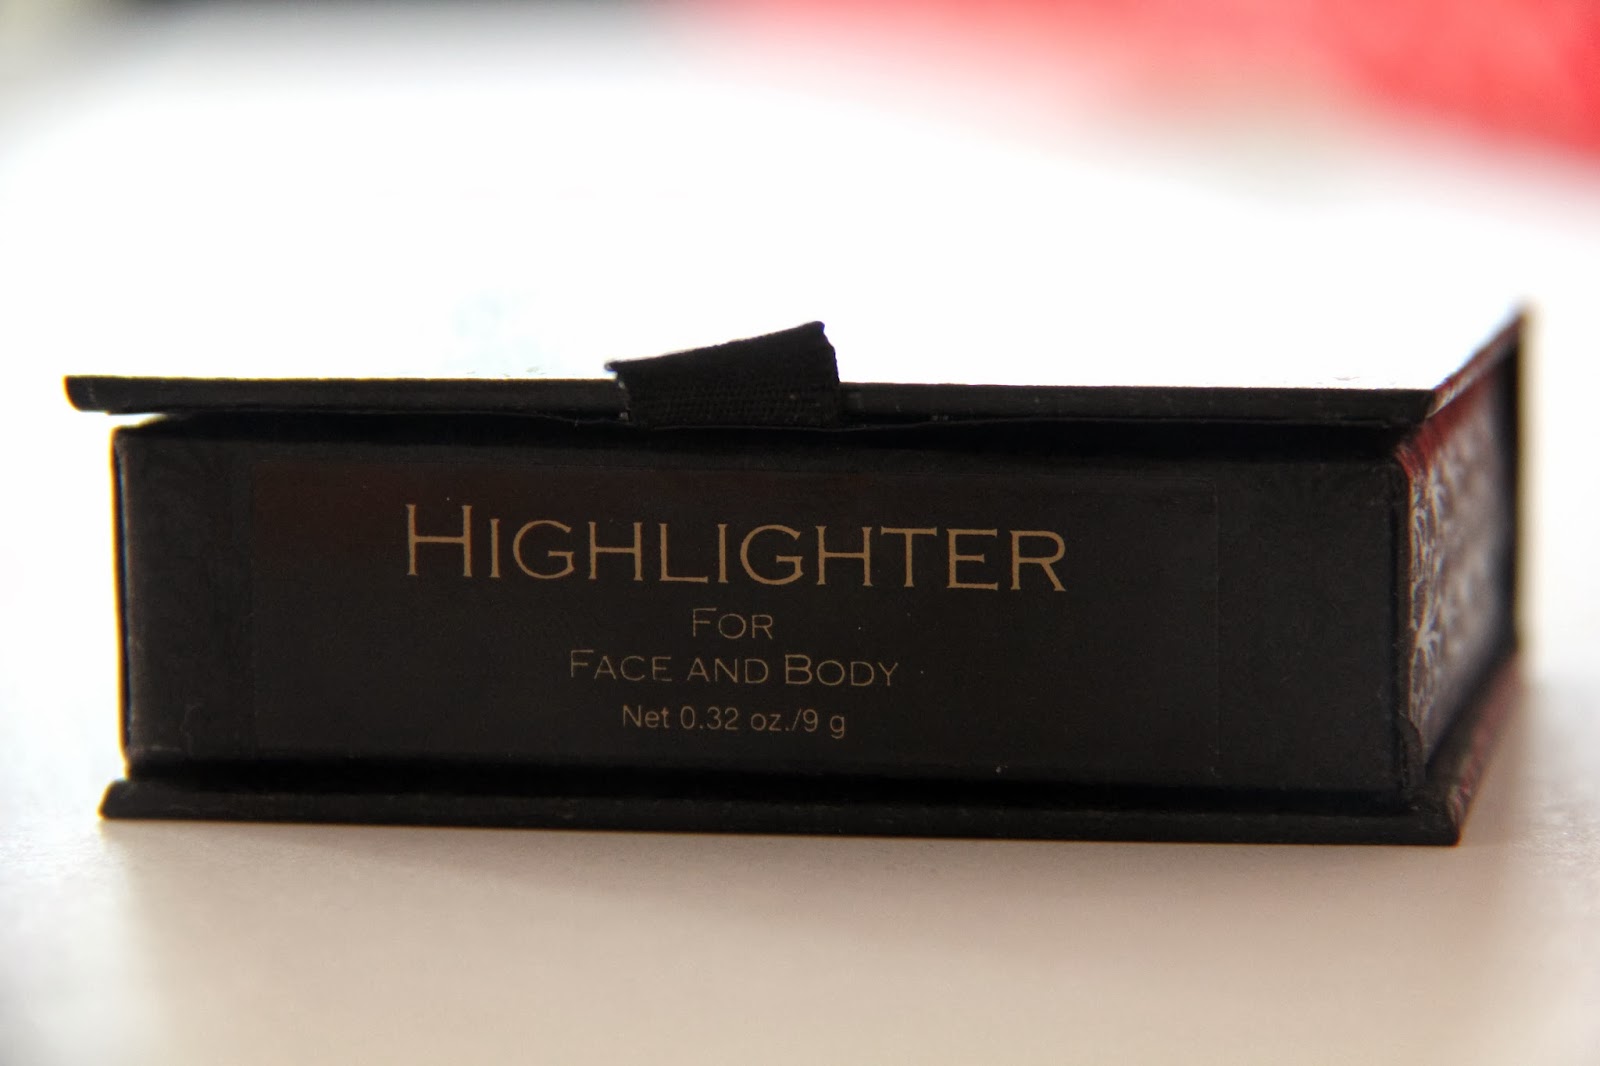 HIGHLIGHTER
FOR
FACE AND BODY
Net 0.32 oz./9 g